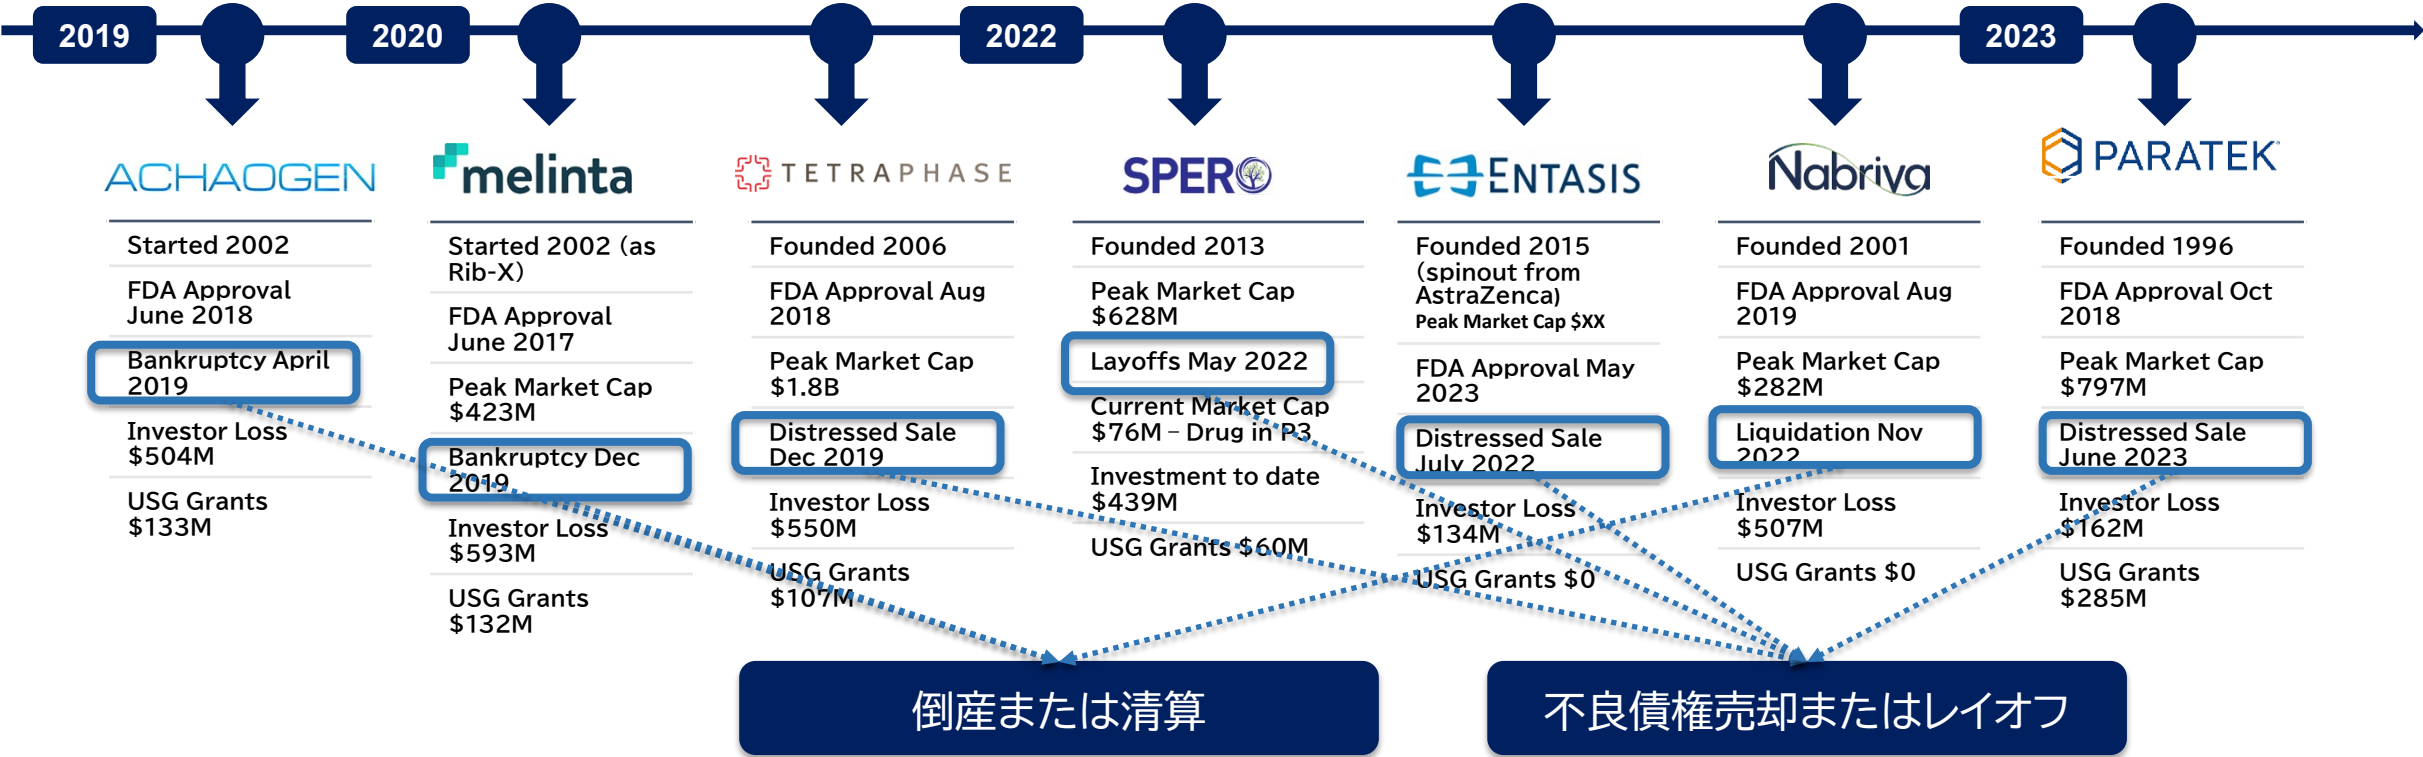 2019
2020
2022
2023
ACHAOGEN
Started 2002
FDA Approval
June 2018
Bankruptcy April
2019
Investor Loss
$504M
USG Grants
$133M
melinta
Started 2002 (as
Rib-X)
FDA Approval
June 2017
Peak Market Cap
$423M
Bankruptcy Dec
2019
Investor Loss
$593M
USG Grants
$132M
TETRAPHASE
Founded 2006
FDA Approval Aug
2018
Peak Market Cap
$1.8B
Distressed Sale
Dec 2019
Investor Loss
$550M
USG Grants
$107M
SPERO
Founded 2013
Peak Market Cap
$628M
Layoffs May 2022
Current Market Cap
$76M – Drug in P3
Investment to date
$439M
USG Grants $60M
ENTASIS
Founded 2015
(spinout from
AstraZenca)
Peak Market Cap $XX
FDA Approval May
2023
Distressed Sale
July 2022
Investor Loss
$134M
USG Grants $0
Nabriva
Founded 2001
FDA Approval Aug
2019
Peak Market Cap
$282M
Liquidation Nov
2022
Investor Loss
$507M
USG Grants $0
PARATEK
Founded 1996
FDA Approval Oct
2018
Peak Market Cap
$797M
Distressed Sale
June 2023
Investor Loss
$162M
USG Grants
$285M
倒産または清算
不良債権売却またはレイオフ